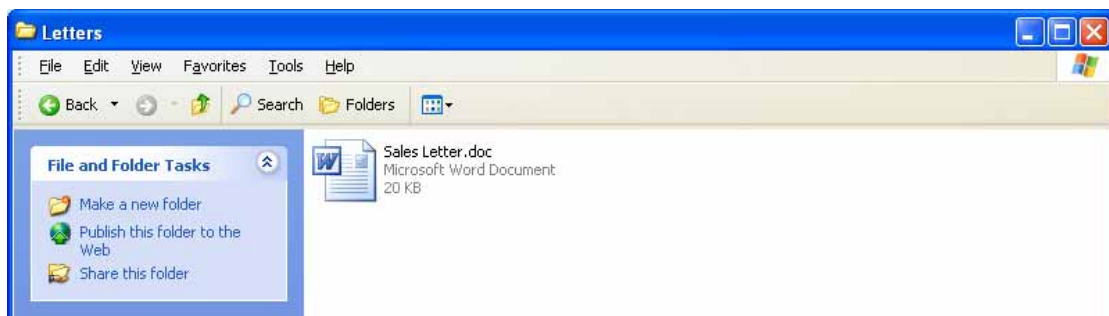 Letters
File Edit View Favorites Tools Help
Back Search Folders
File and Folder Tasks
Make a new folder
Publish this folder to the
Web
Share this folder
Sales Letter.doc
Microsoft Word Document
20 KB